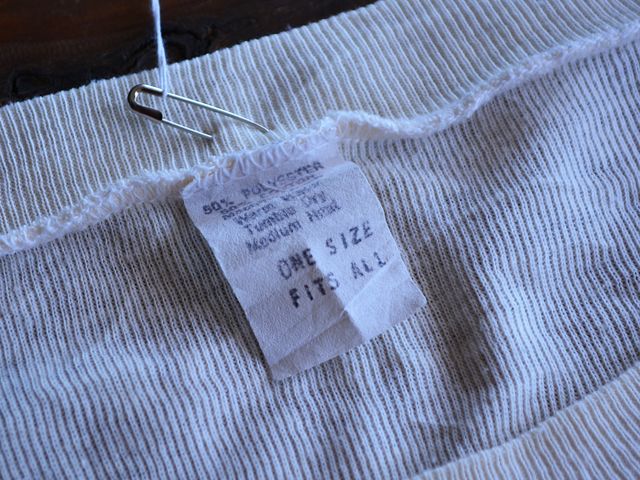 50% POLYESTER
Tumble Dry
Medium Heat
ONE SIZE
FITS ALL